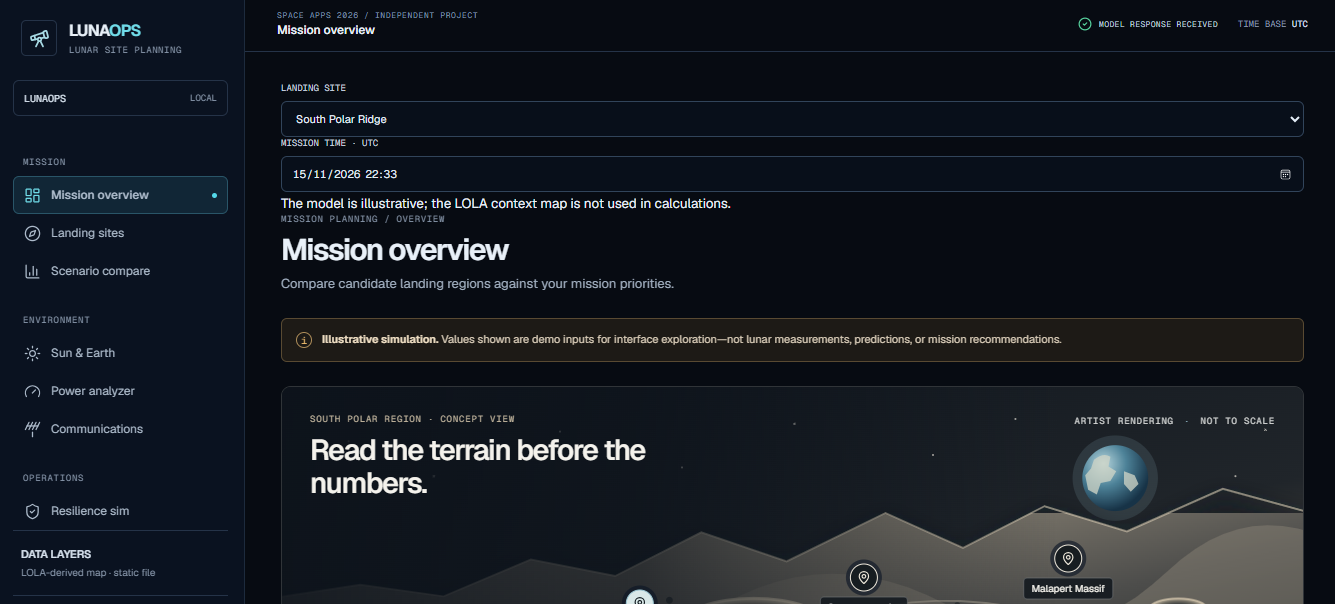 LUNAOPS
LUNAR SITE PLANNING
LUNAOPS LOCAL
MISSION
Mission overview
Landing sites
Scenario compare
ENVIRONMENT
Sun & Earth
Power analyzer
Communications
OPERATIONS
Resilience sim
DATA LAYERS
LOLA-derived map · static file
SPACE APPS 2026 / INDEPENDENT PROJECT
Mission overview
MODEL RESPONSE RECEIVED TIME BASE UTC
LANDING SITE
South Polar Ridge
MISSION TIME · UTC
15/11/2026 22:33
The model is illustrative; the LOLA context map is not used in calculations.
MISSION PLANNING / OVERVIEW
Mission overview
Compare candidate landing regions against your mission priorities.
Illustrative simulation. Values shown are demo inputs for interface exploration—not lunar measurements, predictions, or mission recommendations.
SOUTH POLAR REGION · CONCEPT VIEW
Read the terrain before the
numbers.
ARTIST RENDERING · NOT TO SCALE
Malapert Massif